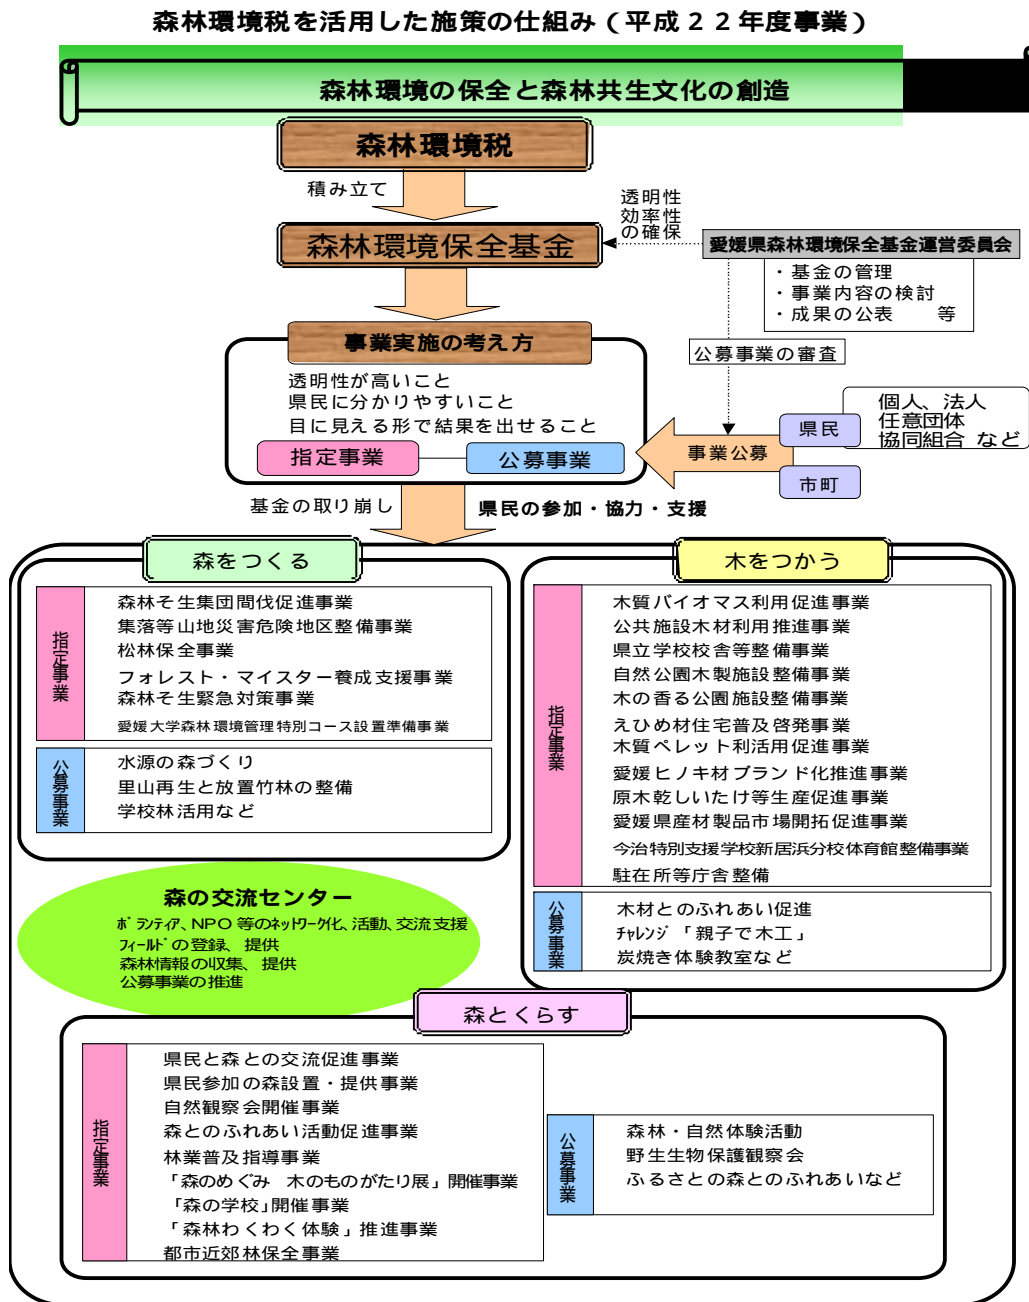 森林環境税を活用した施策の仕組み（平成２２年度事業）
森林環境の保全と森林共生文化の創造
森林環境税
積み立て
透明性
効率性
の確保
森林環境保全基金
愛媛県森林環境保全基金運営委員会
・基金の管理
・事業内容の検討
・成果の公表　　等
事業実施の考え方
公募事業の審査
透明性が高いこと
県民に分かりやすいこと
目に見える形で結果を出せること
指定事業
公募事業
事業公募
県民
市町
個人、法人
任意団体
協同組合 など
基金の取り崩し
県民の参加・協力・支援
森をつくる
指定事業
森林そ生集団間伐促進事業
集落等山地災害危険地区整備事業
松林保全事業
フォレスト・マイスター養成支援事業
森林そ生緊急対策事業
愛媛大学森林環境管理特別コース設置準備事業
公募事業
水源の森づくり
里山再生と放置竹林の整備
学校林活用など
木をつかう
指定事業
木質バイオマス利用促進事業
公共施設木材利用推進事業
県立学校校舎等整備事業
自然公園木製施設整備事業
木の香る公園施設整備事業
えひめ材住宅普及啓発事業
木質ペレット利活用促進事業
愛媛ヒノキ材ブランド化推進事業
原木乾しいたけ等生産促進事業
愛媛県産材製品市場開拓促進事業
今治特別支援学校新居浜分校体育館整備事業
駐在所等庁舎整備
公募事業
木材とのふれあい促進
ﾁｬﾚﾝｼﾞ「親子で木工」
炭焼き体験教室など
森の交流センター
ﾎﾞﾗﾝﾃｨｱ、NPO 等のﾈｯﾄﾜｰｸ化、活動、交流支援
ﾌｨｰﾙﾄﾞの登録、提供
森林情報の収集、提供
公募事業の推進
森とくらす
指定事業
県民と森との交流促進事業
県民参加の森設置・提供事業
自然観察会開催事業
森とのふれあい活動促進事業
林業普及指導事業
「森のめぐみ　木のものがたり展」開催事業
「森の学校」開催事業
「森林わくわく体験」推進事業
都市近郊林保全事業
公募事業
森林・自然体験活動
野生生物保護観察会
ふるさとの森とのふれあいなど